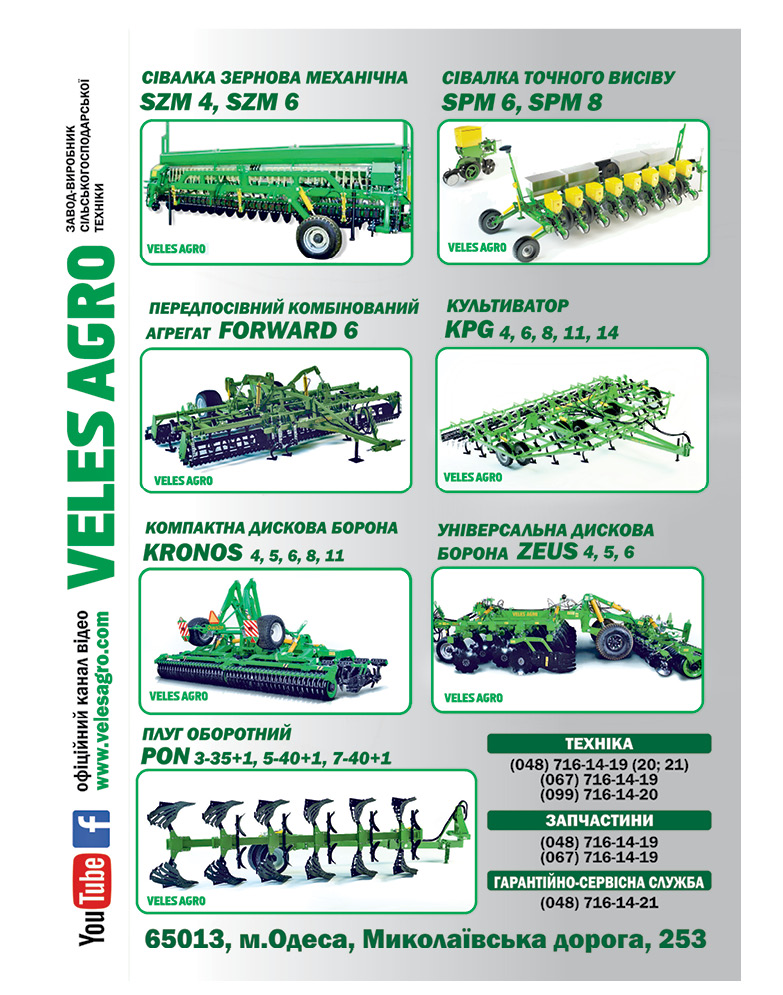 ЗАВОД-ВИРОБНИК
СІЛЬСЬКОГОСПОДАРСЬКОЇ
ТЕХНІКИ
VELES AGRO
офіційний канал відео
www.velesagro.com
You Tube
f
СІВАЛКА ЗЕРНОВА МЕХАНІЧНА
SZM 4, SZM 6
VELES AGRO
СІВАЛКА ТОЧНОГО ВИСІВУ
SPM 6, SPM 8
VELES AGRO
ПЕРЕДПОСІВНИЙ КОМБІНОВАНИЙ
АГРЕГАТ FORWARD 6
VELES AGRO
КУЛЬТИВАТОР
KPG 4, 6, 8, 11, 14
VELES AGRO
КОМПАКТНА ДИСКОВА БОРОНА
KRONOS 4, 5, 6, 8, 11
VELES AGRO
УНІВЕРСАЛЬНА ДИСКОВА
БОРОНА ZEUS 4, 5, 6
VELES AGRO
VELES AGRO
ПЛУГ ОБОРОТНИЙ
PON 3-35+1, 5-40+1, 7-40+1
VELES AGRO
ТЕХНІКА
(048) 716-14-19 (20; 21)
(067) 716-14-19
(099) 716-14-20
ЗАПЧАСТИНИ
(048) 716-14-19
(067) 716-14-19
ГАРАНТІЙНО-СЕРВІСНА СЛУЖБА
(048) 716-14-21
65013, м.Одеса, Миколаївська дорога, 253